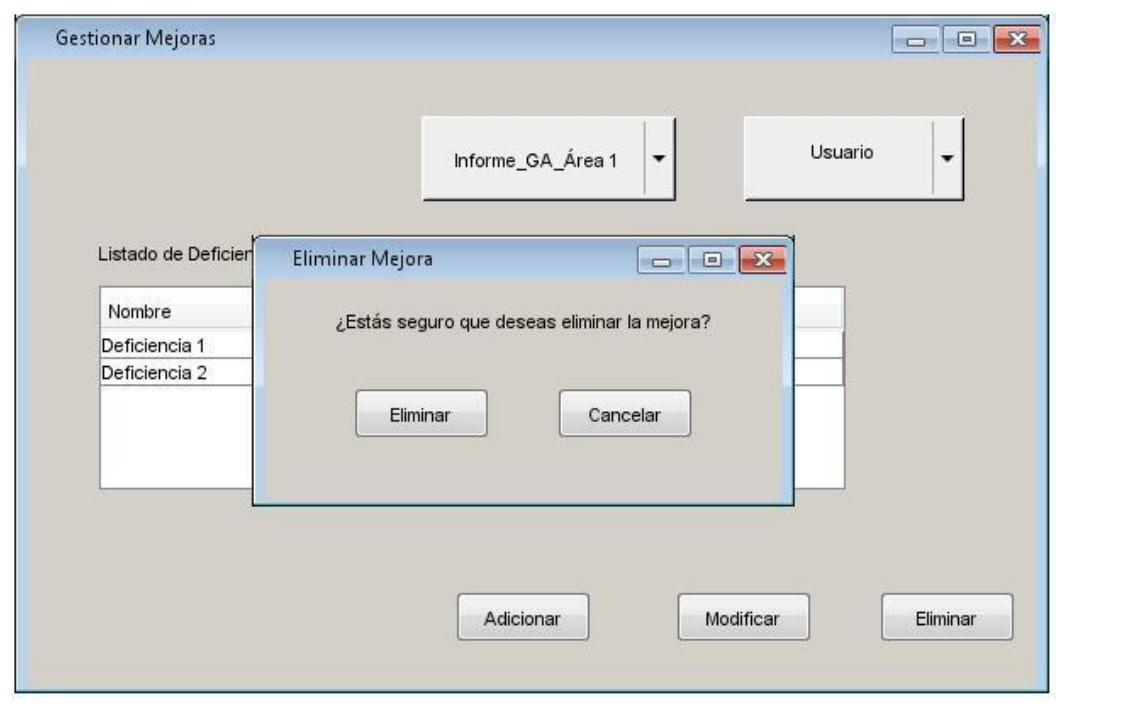 Gestionar Mejoras
Informe_GA_Área 1
Usuario
Listado de Deficien
Eliminar Mejora
Nombre
¿Estás seguro que deseas eliminar la mejora?
Deficiencia 1
Deficiencia 2
Eliminar
Cancelar
Adicionar
Modificar
Eliminar